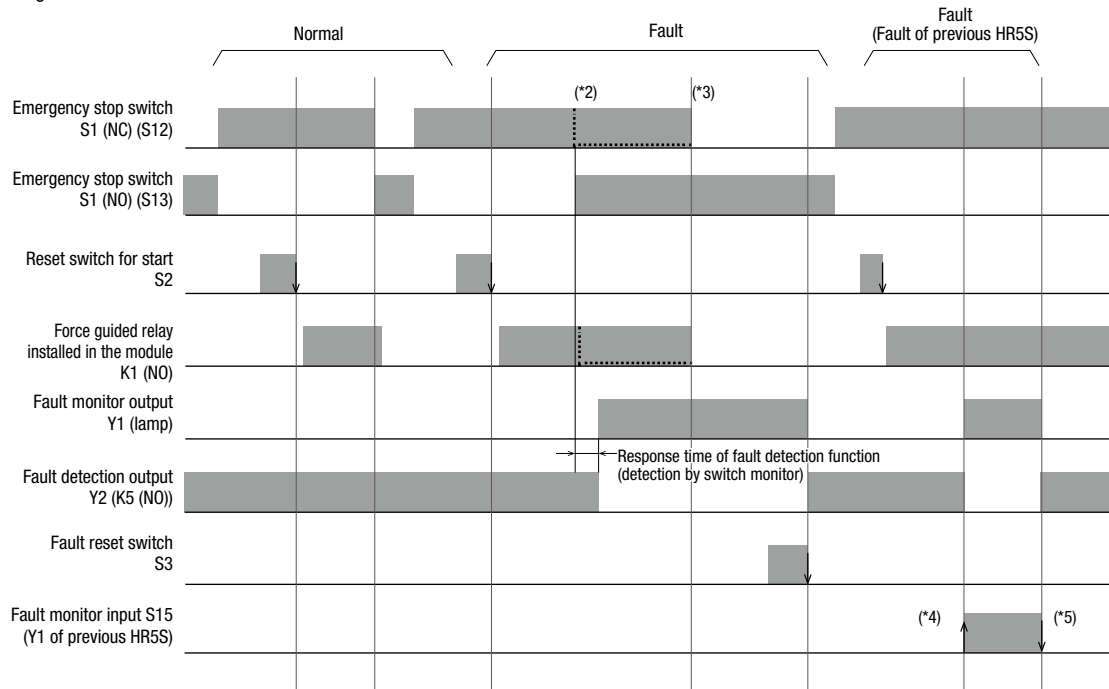 Normal
Fault
Fault
(Fault of previous HR5S)
Emergency stop switch
S1 (NC) (S12)
(*2)
(*3)
Emergency stop switch
S1 (NO) (S13)
Reset switch for start
S2
Force guided relay
installed in the module
K1 (NO)
Fault monitor output
Y1 (lamp)
Response time of fault detection function
(detection by switch monitor)
Fault detection output
Y2 (K5 (NO))
Fault reset switch
S3
Fault monitor input S15
(Y1 of previous HR5S)
(*4)
(*5)